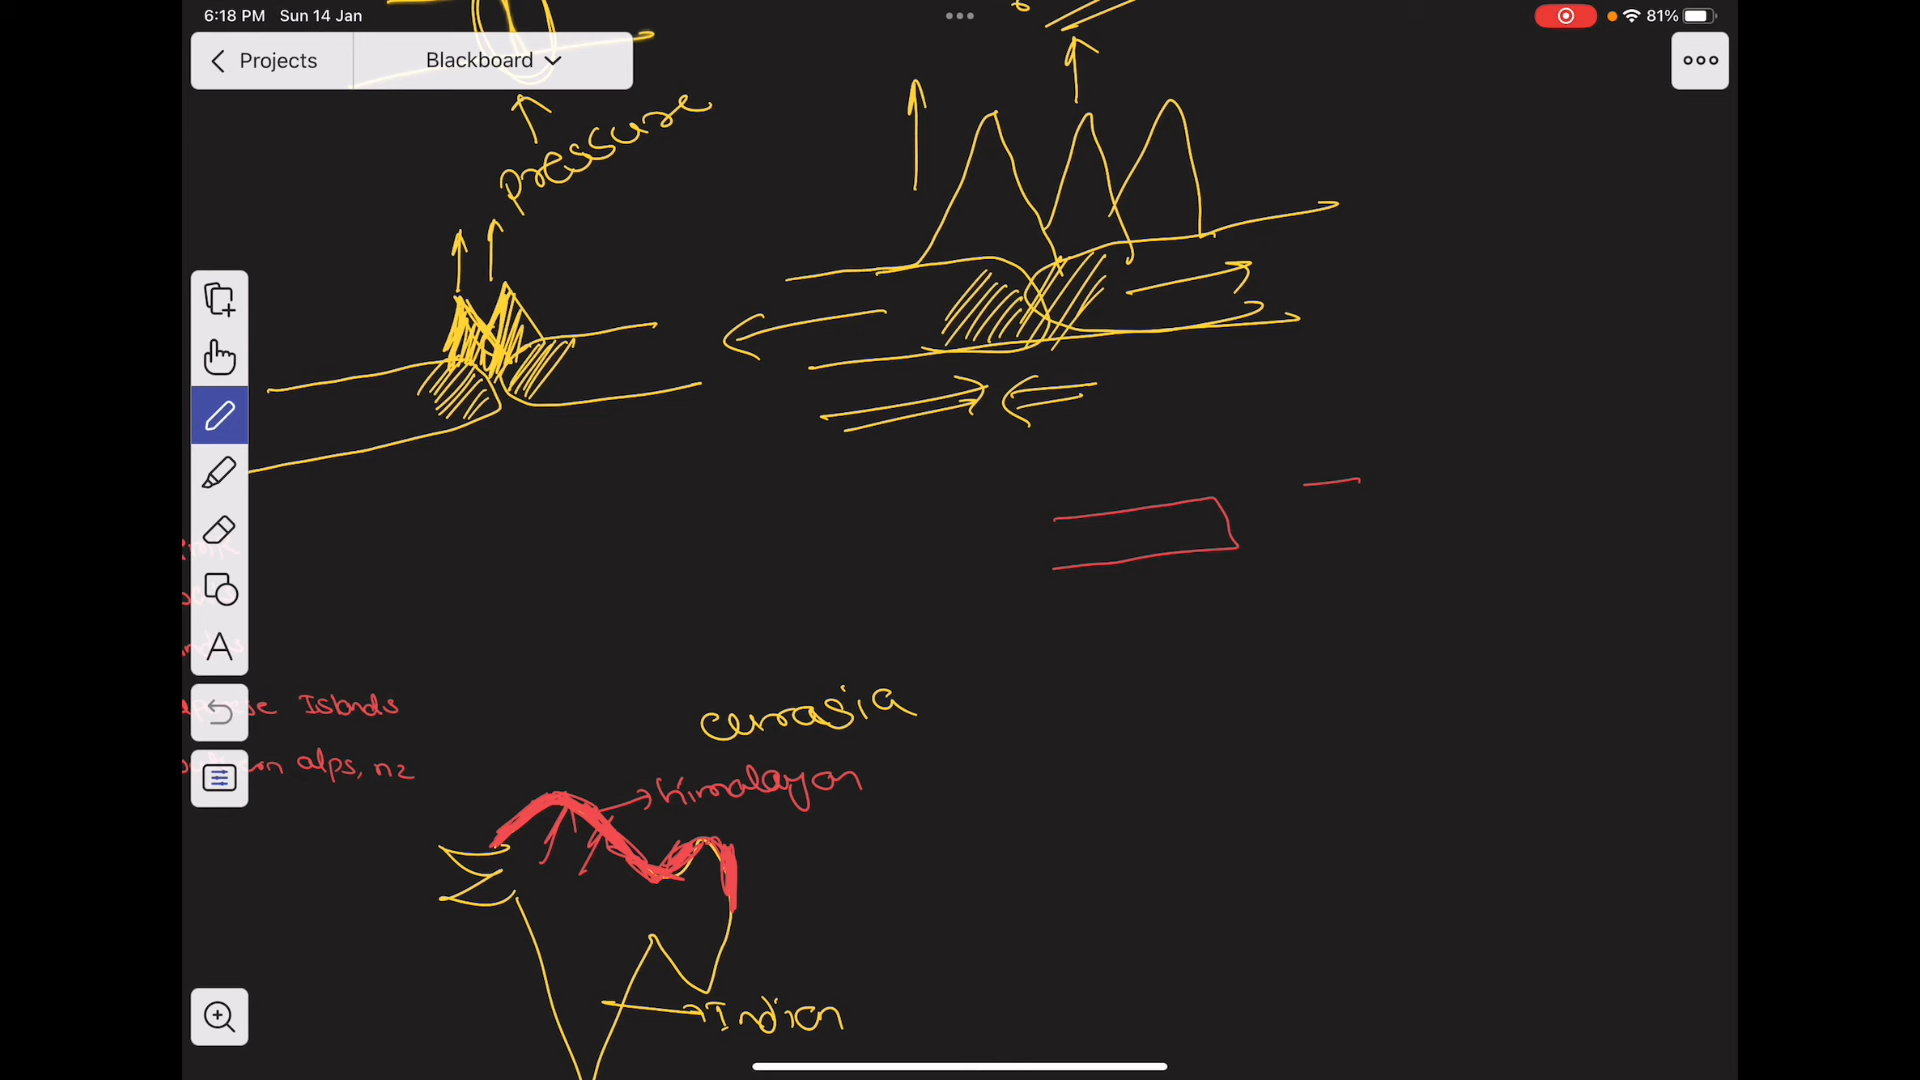 6:18 PM Sun 14 Jan
81%
Projects
Blackboard
pressure
Islands
alps, nz
eurasia
Himalayan
Indian